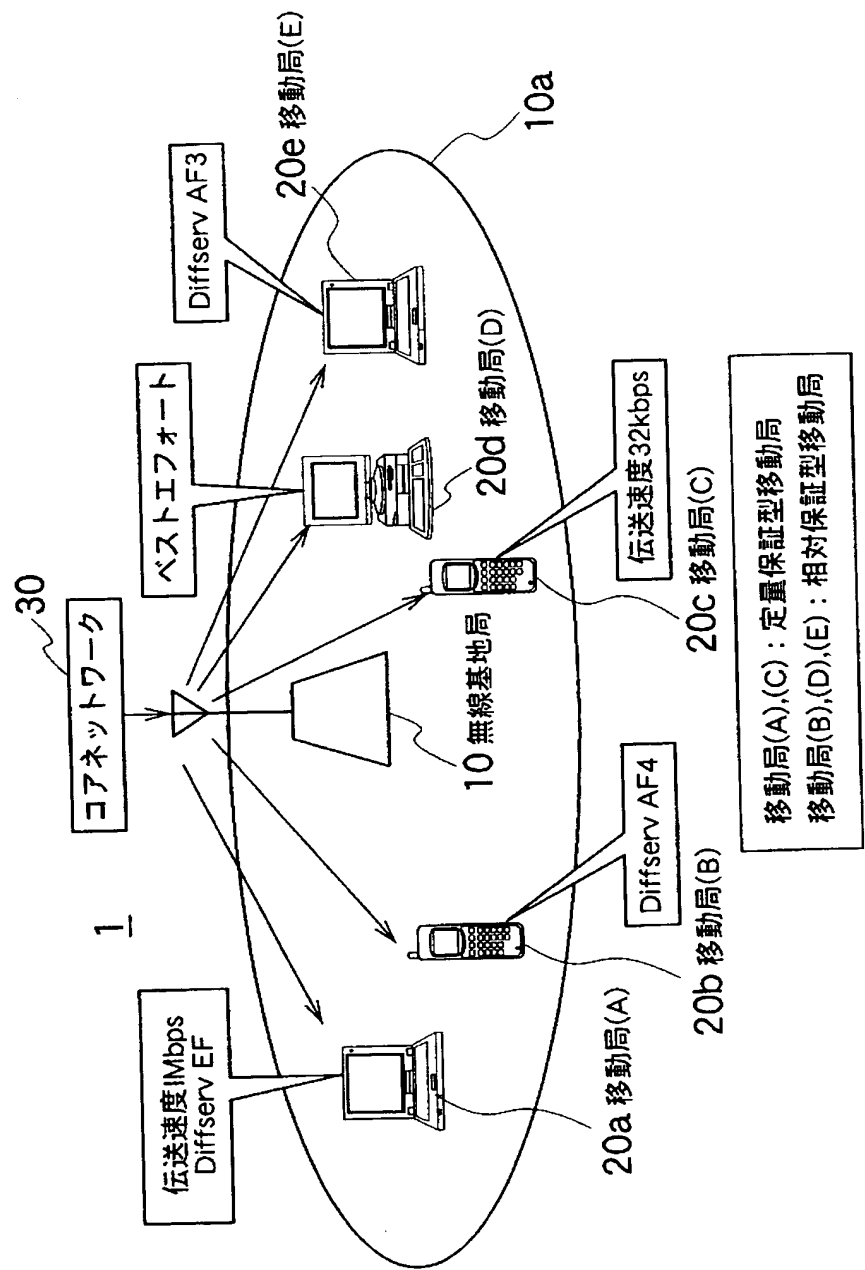 1
30
コアネットワーク
伝送速度1Mbps
Diffserv EF
ベストエフォート
Diffserv AF3
20a 移動局(A)
20b 移動局(B)
Diffserv AF4
10 無線基地局
20c 移動局(C)
伝送速度32kbps
20d 移動局(D)
20e 移動局(E)
10a
移動局(A),(C)：定量保証型移動局
移動局(B),(D),(E)：相対保証型移動局